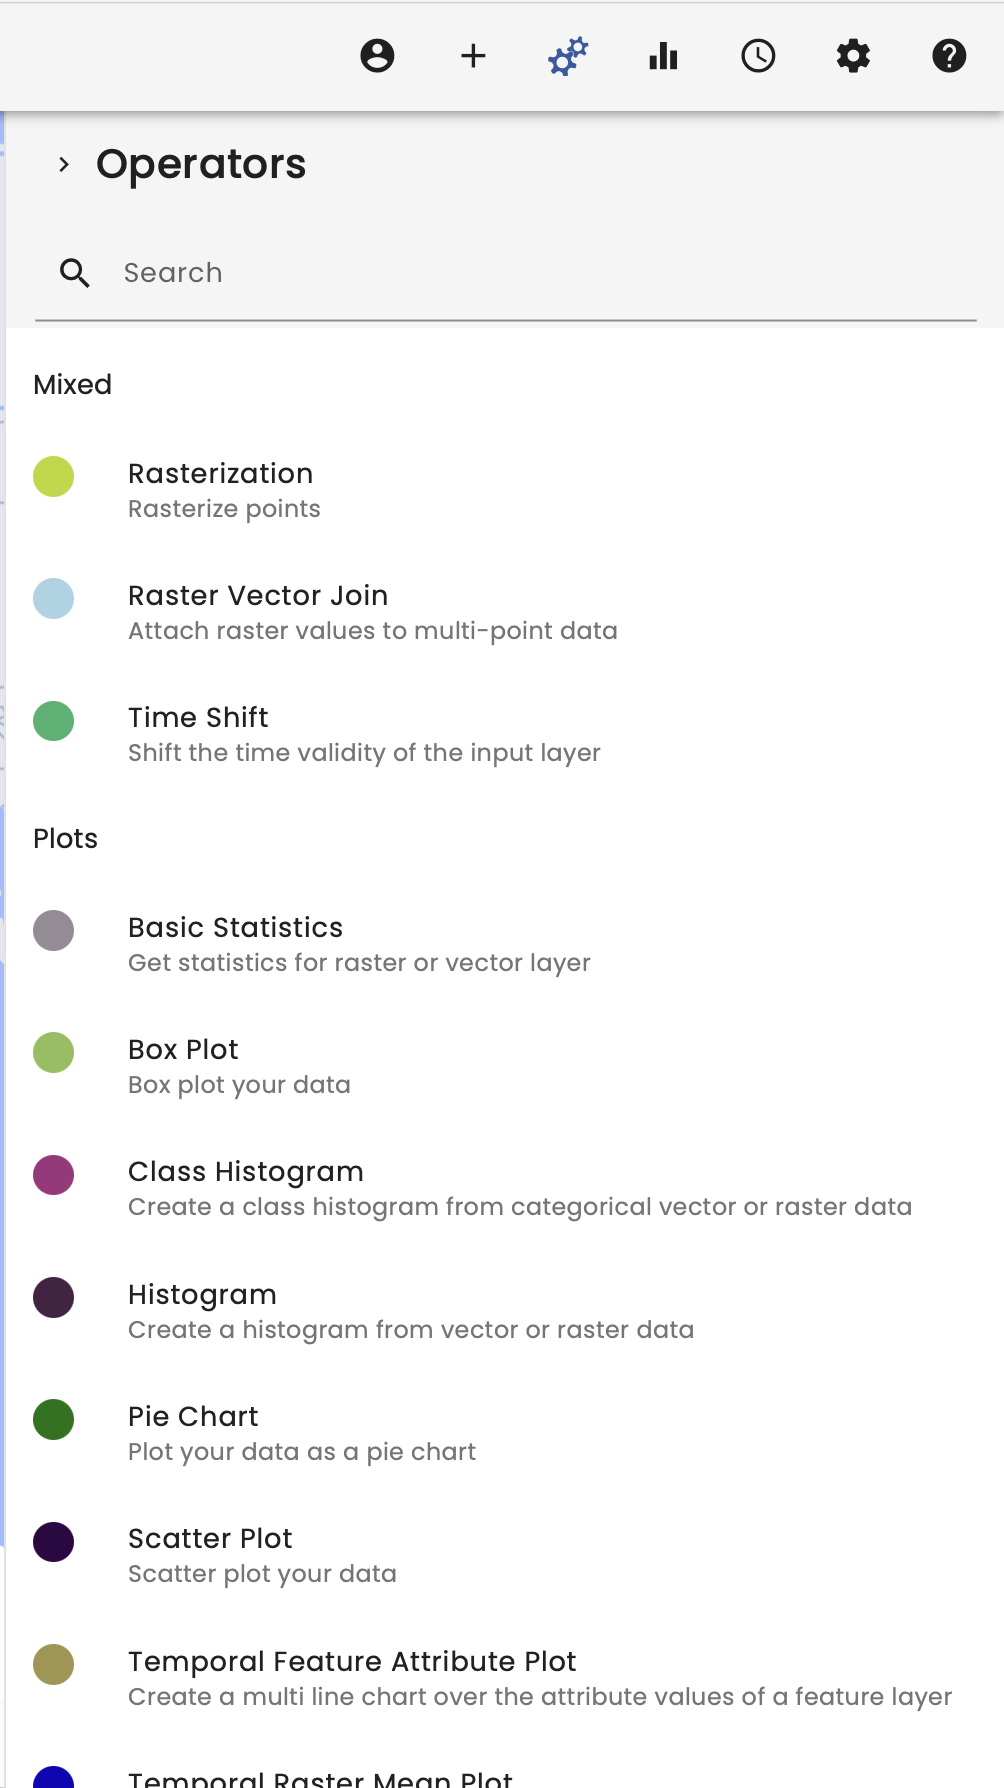 Operators
Search
Mixed
Rasterization
Rasterize points
Raster Vector Join
Attach raster values to multi-point data
Time Shift
Shift the time validity of the input layer
Plots
Basic Statistics
Get statistics for raster or vector layer
Box Plot
Box plot your data
Class Histogram
Create a class histogram from categorical vector or raster data
Histogram
Create a histogram from vector or raster data
Pie Chart
Plot your data as a pie chart
Scatter Plot
Scatter plot your data
Temporal Feature Attribute Plot
Create a multi line chart over the attribute values of a feature layer
Temporal Raster Mean Plot